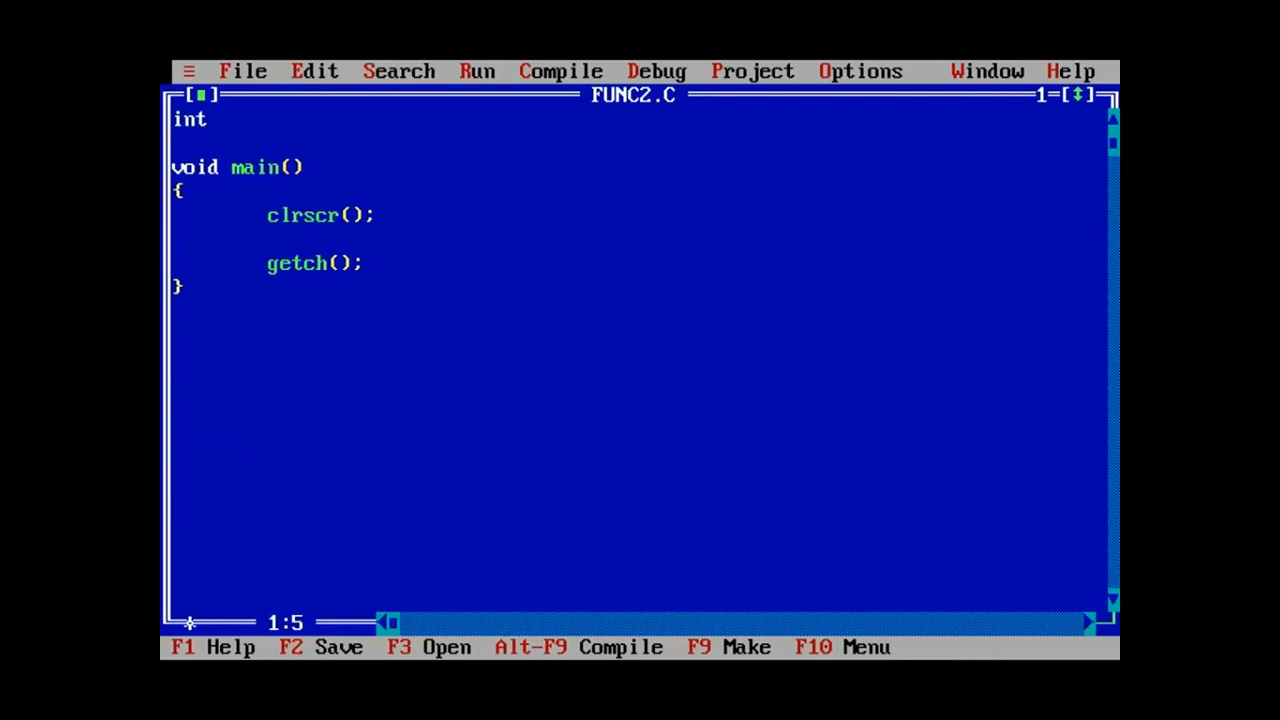 ≡ File Edit Search Run Compile Debug Project Options Window Help
[■] FUNC2.C 1=[↕]
int
void main()
{
clrscr();
getch();
}
* 1:5
F1 Help F2 Save F3 Open Alt-F9 Compile F9 Make F10 Menu